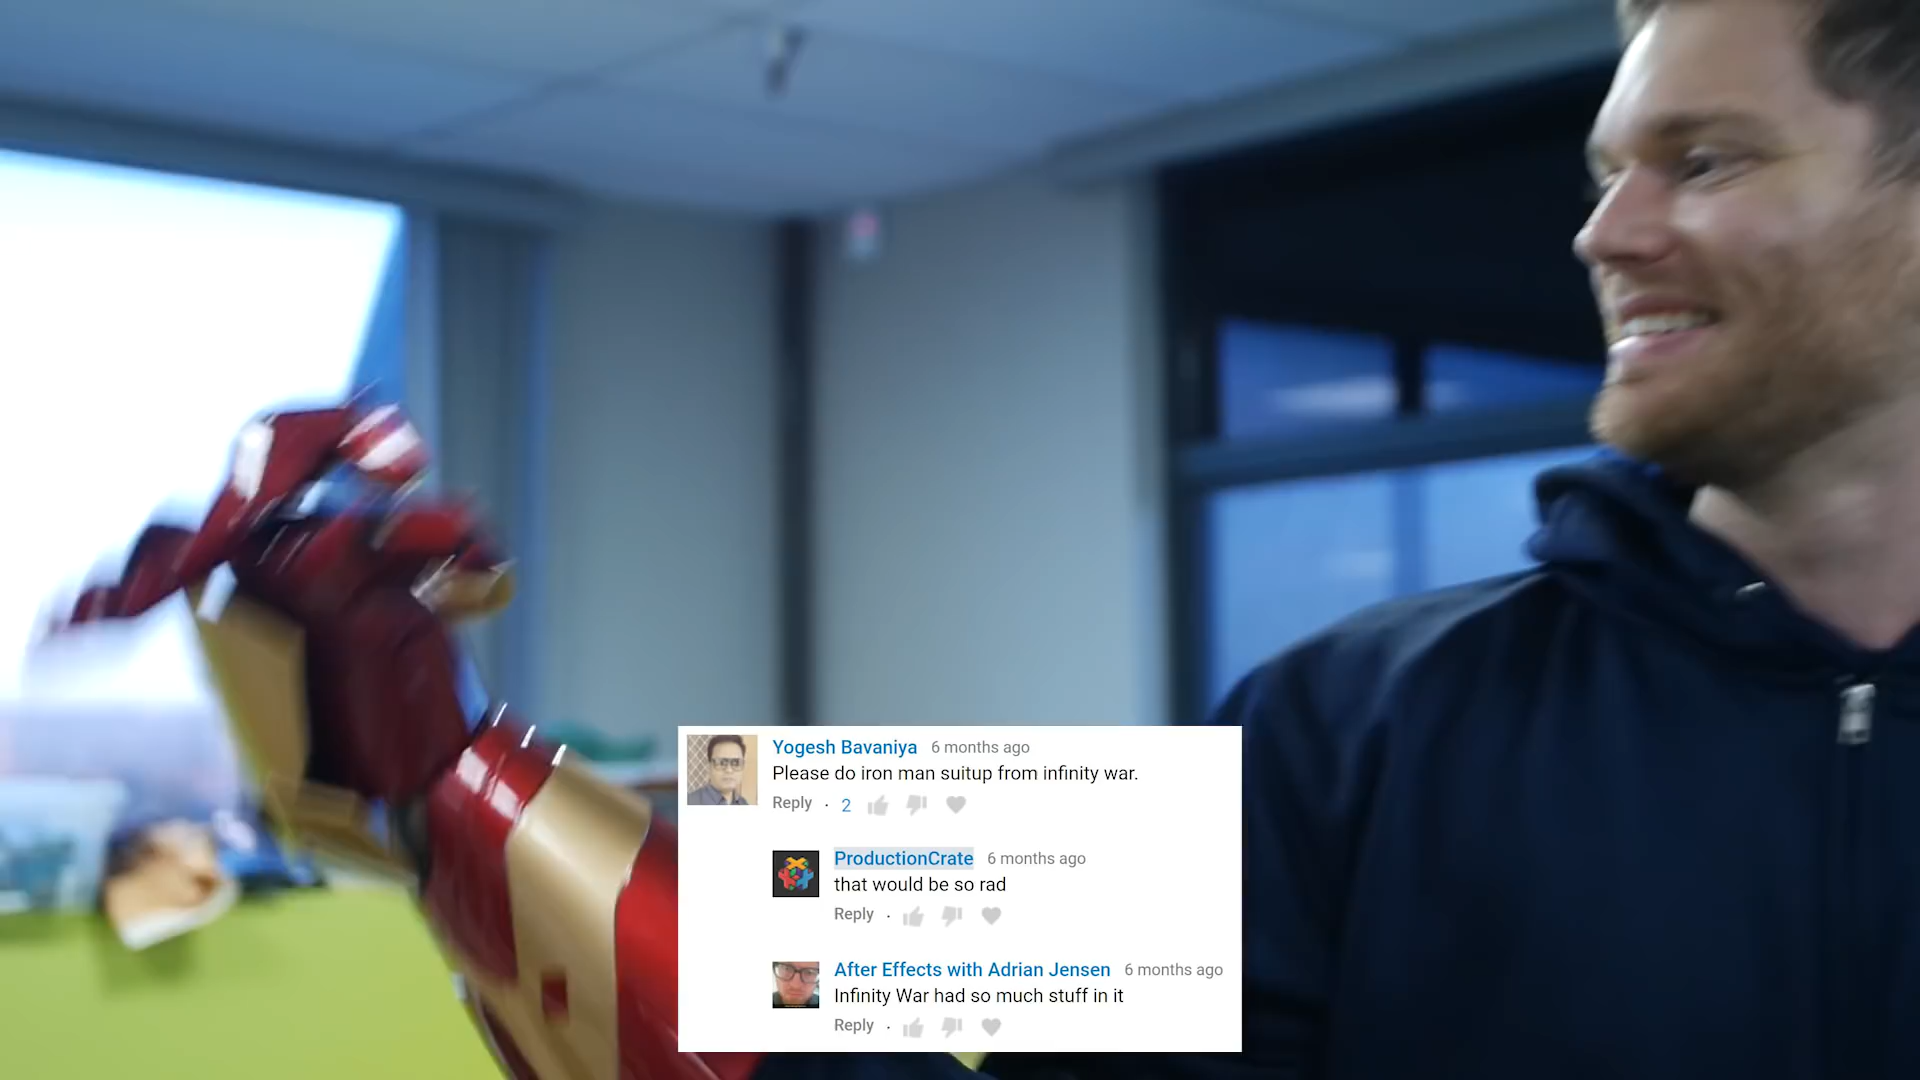 Yogesh Bavaniya 6 months ago
Please do iron man suitup from infinity war.
Reply · 2
ProductionCrate 6 months ago
that would be so rad
Reply ·
After Effects with Adrian Jensen 6 months ago
Infinity War had so much stuff in it
Reply ·